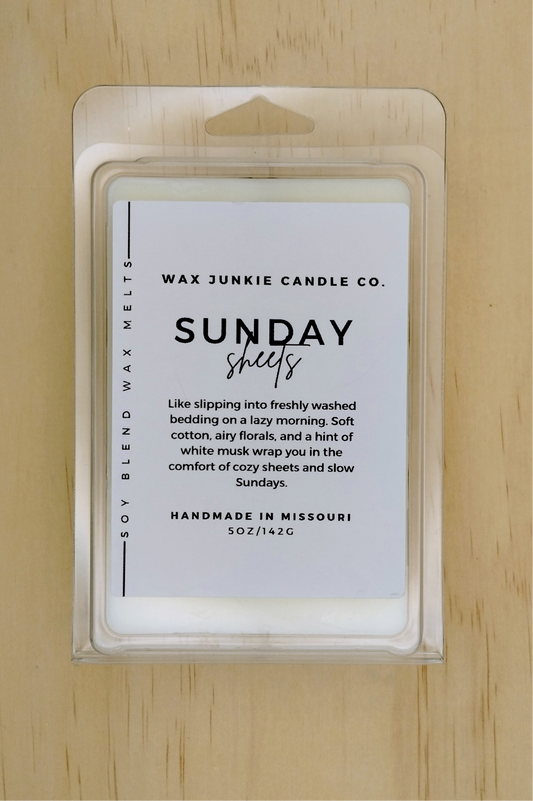 WAX JUNKIE CANDLE CO.
SUNDAY
sheets
Like slipping into freshly washed
bedding on a lazy morning. Soft
cotton, airy florals, and a hint of
white musk wrap you in the
comfort of cozy sheets and slow
Sundays.
HANDMADE IN MISSOURI
5OZ/142G
SOY BLEND WAX MELTS